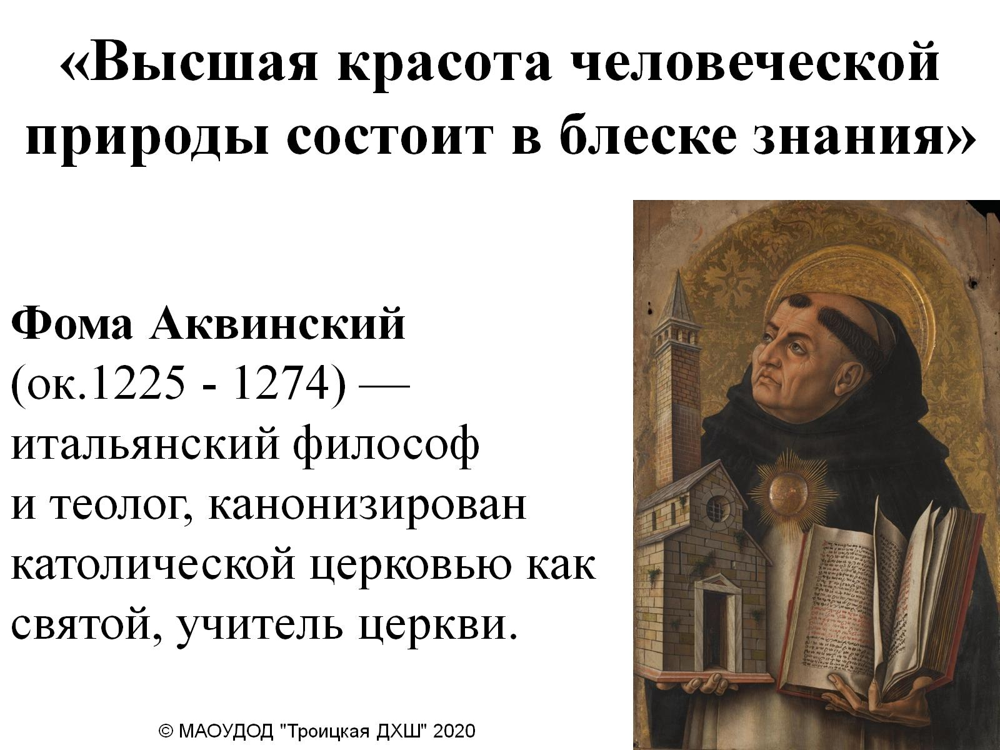 «Высшая красота человеческой
природы состоит в блеске знания»
Фома Аквинский
(ок.1225 - 1274) —
итальянский философ
и теолог, канонизирован
католической церковью как
святой, учитель церкви.
© МАОУДОД "Троицкая ДХШ" 2020